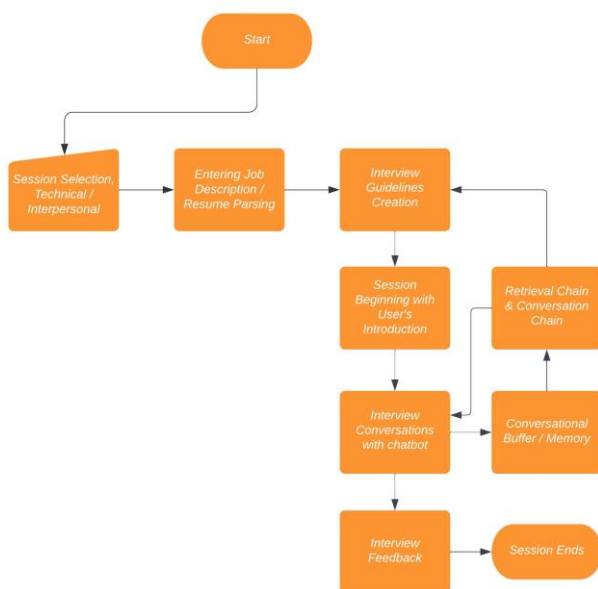 Start
Session Selection,
Technical /
Interpersonal
Entering Job
Description /
Resume Parsing
Interview
Guidelines
Creation
Session
Beginning with
User's
Introduction
Retrieval Chain
& Conversation
Chain
Interview
Conversations
with chatbot
Conversational
Buffer / Memory
Interview
Feedback
Session Ends